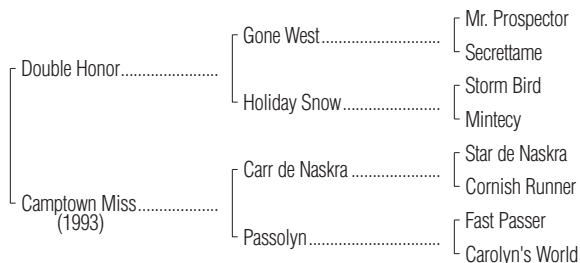 Mr. Prospector
Gone West
Secrettame
Double Honor
Storm Bird
Holiday Snow
Mintecy
Star de Naskra
Carr de Naskra
Cornish Runner
Camptown Miss
(1993)
Fast Passer
Passolyn
Carolyn's World